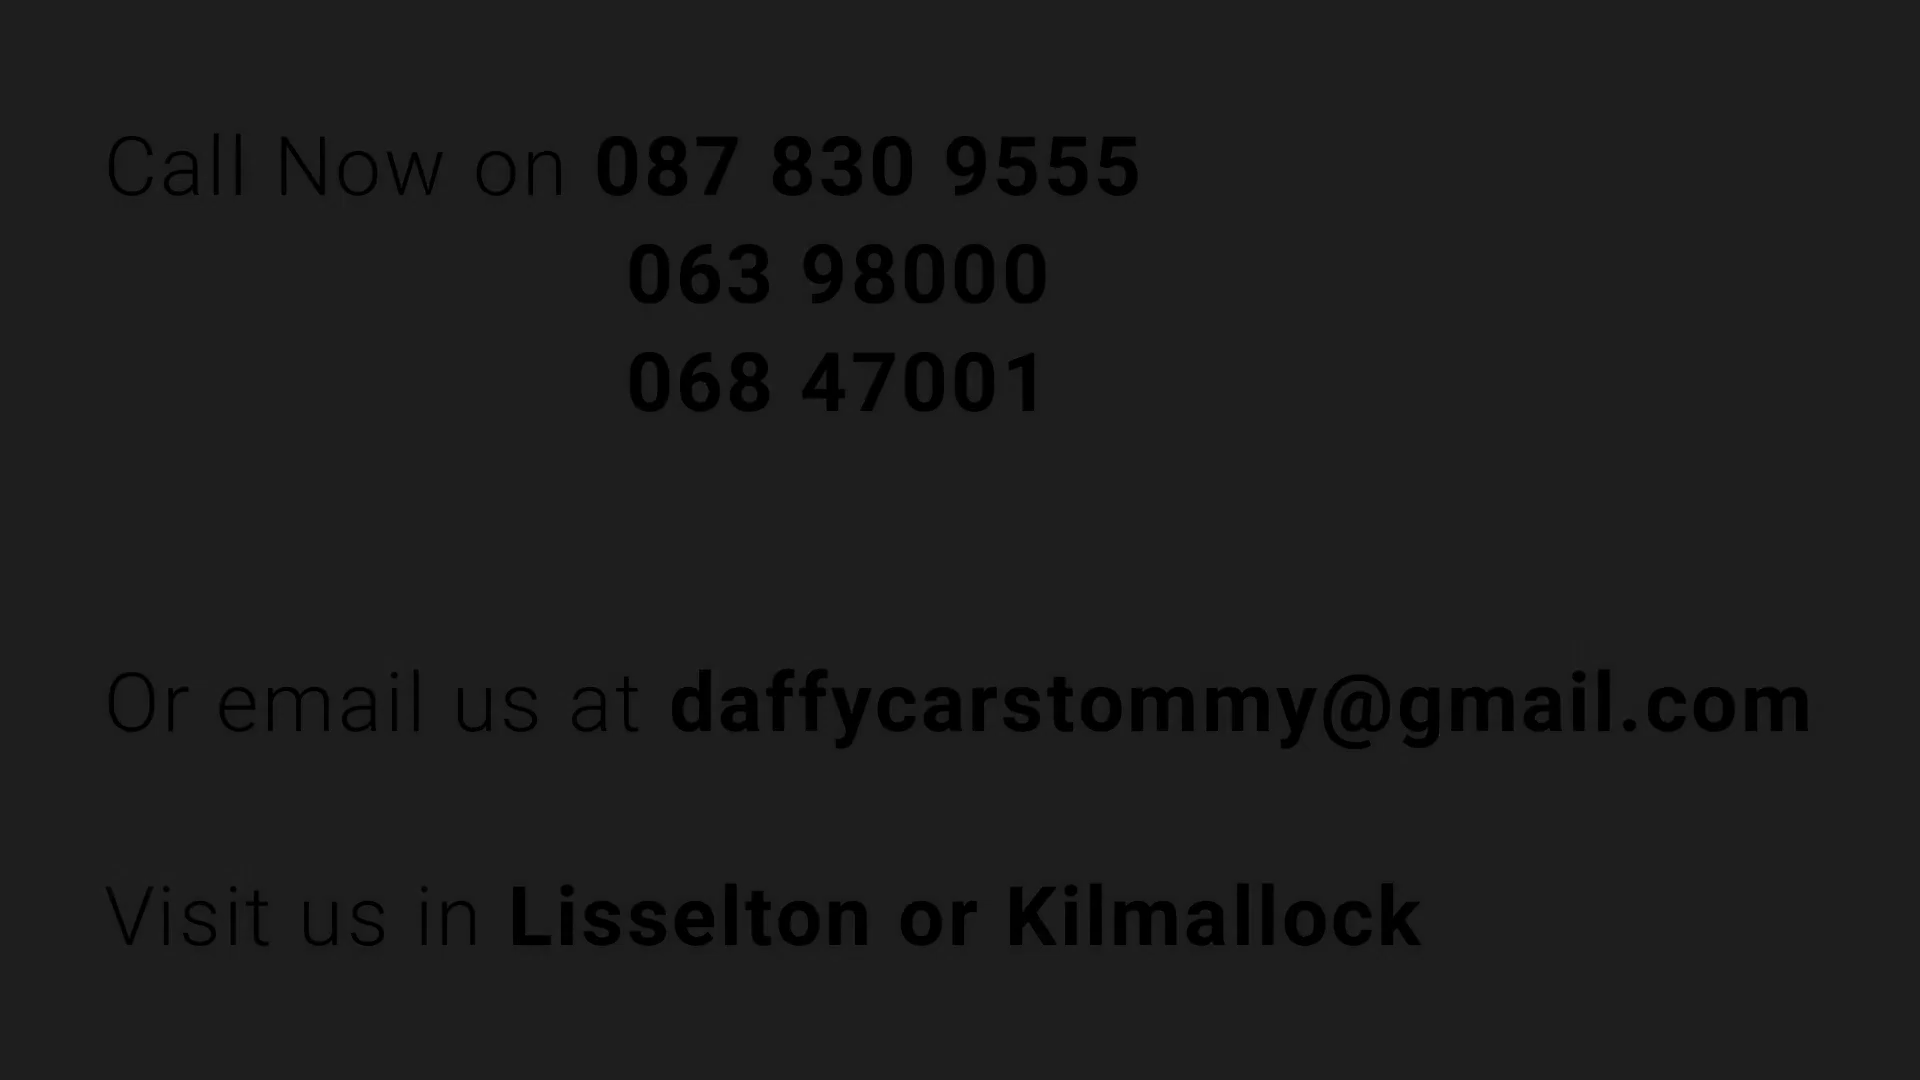 Call Now on 087 830 9555
063 98000
068 47001
Or email us at daffycarstommy@gmail.com
Visit us in Lisselton or Kilmallock